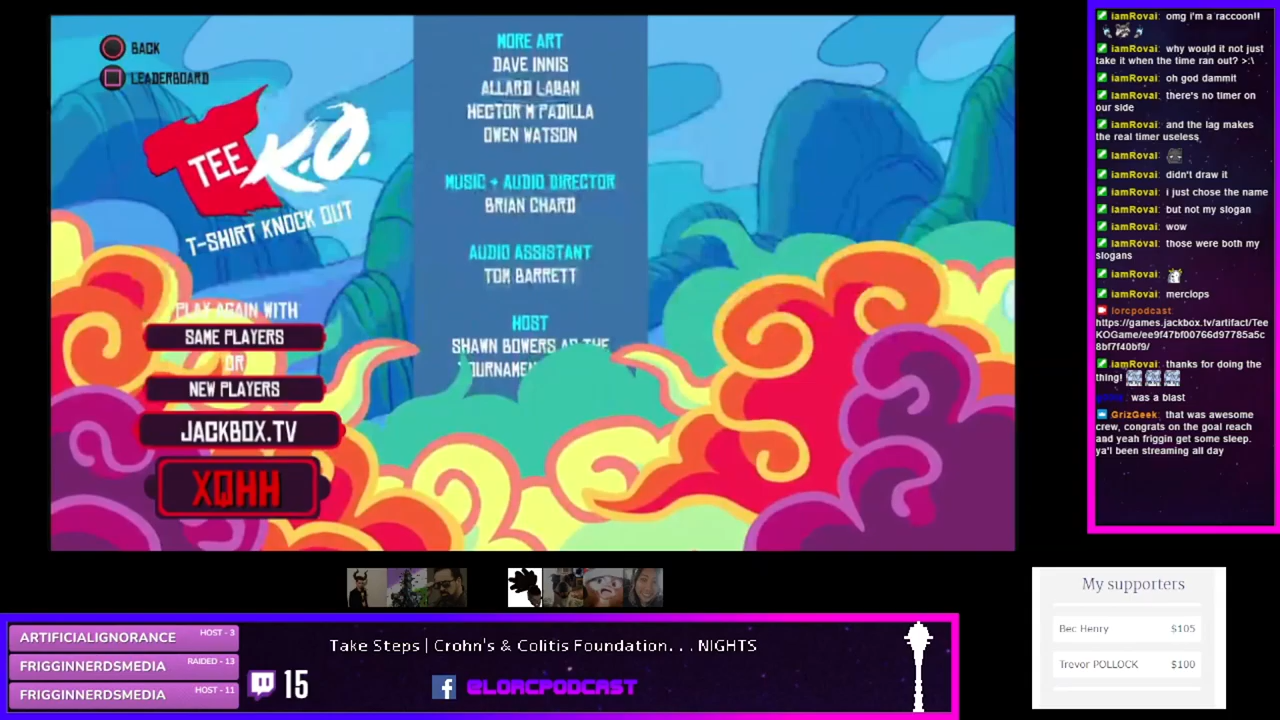 BACK
LEADERBOARD
TEE K.O.
T-SHIRT KNOCK OUT
PLAY AGAIN WITH
SAME PLAYERS
OR
NEW PLAYERS
JACKBOX.TV
XQHH
MORE ART
DAVE INNIS
ALLARD LABAN
HECTOR M PADILLA
OWEN WATSON
MUSIC + AUDIO DIRECTOR
BRIAN CHARD
AUDIO ASSISTANT
TOM BARRETT
HOST
SHAWN BOWERS AS THE
iamRovai: omg i'm a raccoon!!
iamRovai: why would it not just
take it when the time ran out? >:\
iamRovai: oh god dammit
iamRovai: there's no timer on
our side
iamRovai: and the lag makes
the real timer useless
iamRovai:
iamRovai: didn't draw it
iamRovai: i just chose the name
iamRovai: but not my slogan
iamRovai: wow
iamRovai: those were both my
slogans
iamRovai:
iamRovai: merclops
lorcpodcast:
https://games.jackbox.tv/artifact/Tee
KOGame/ee9f47bf00766d97785a5c
8bf7f40bf9/
iamRovai: thanks for doing the
thing!
was a blast
GrizGeek: that was awesome
crew, congrats on the goal reach
and yeah friggin get some sleep.
ya'l been streaming all day
My supporters
Bec Henry $105
Trevor POLLOCK $100
ARTIFICIALIGNORANCE HOST - 3
FRIGGINNERDSMEDIA RAIDED - 13
FRIGGINNERDSMEDIA HOST - 11
15
Take Steps | Crohn's & Colitis Foundation. . . NIGHTS
@LORCPODCAST